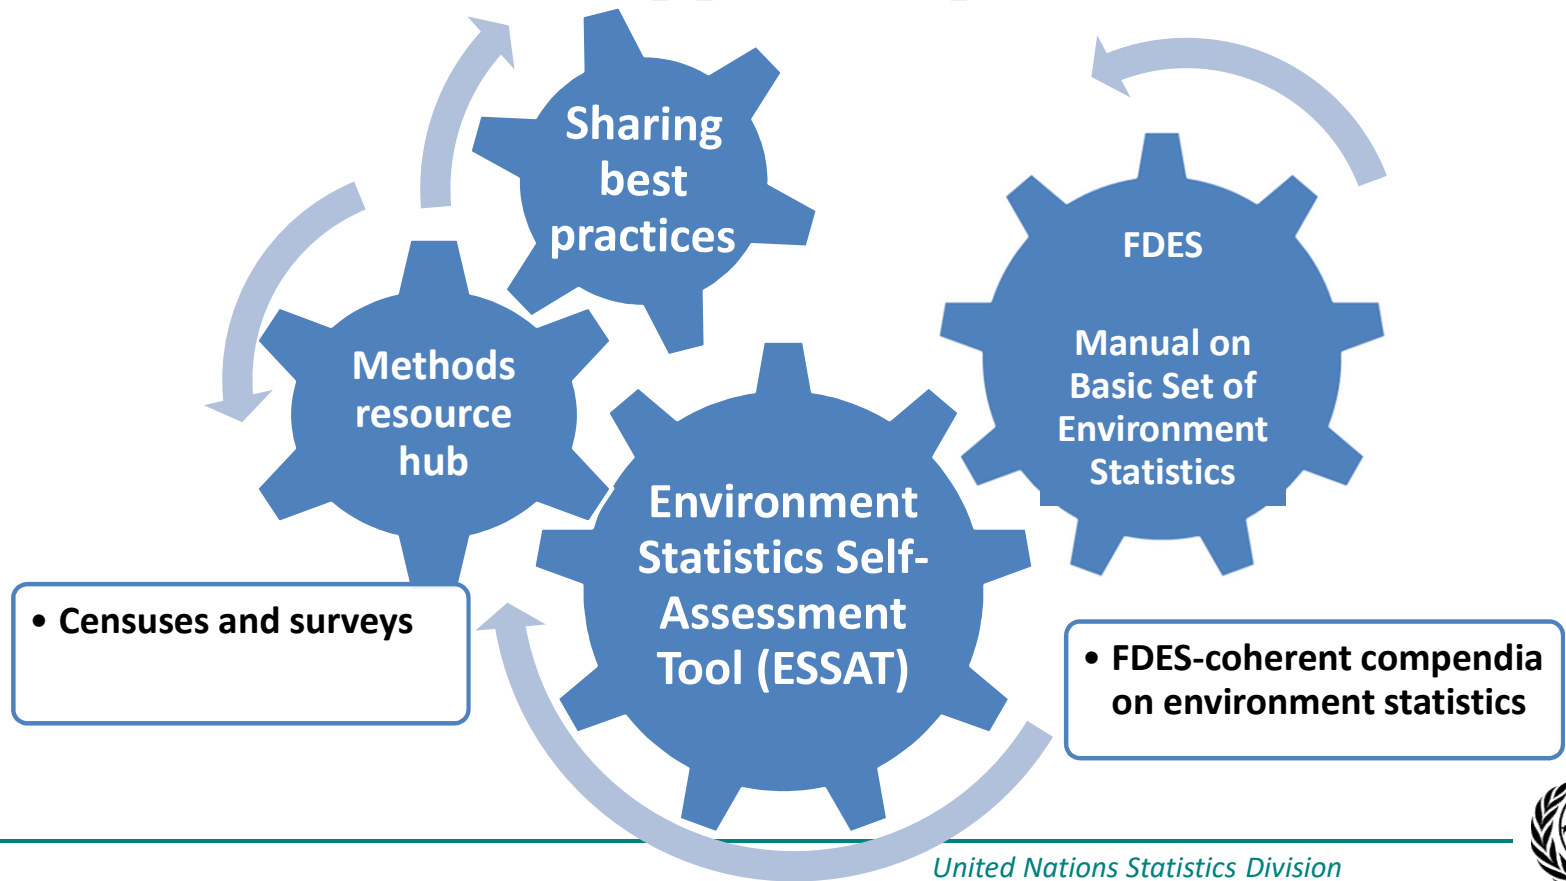 Sharing
best
practices
FDES
Manual on
Basic Set of
Environment
Statistics
Methods
resource
hub
Environment
Statistics Self-
Assessment
Tool (ESSAT)
• Censuses and surveys
• FDES-coherent compendia
on environment statistics
United Nations Statistics Division